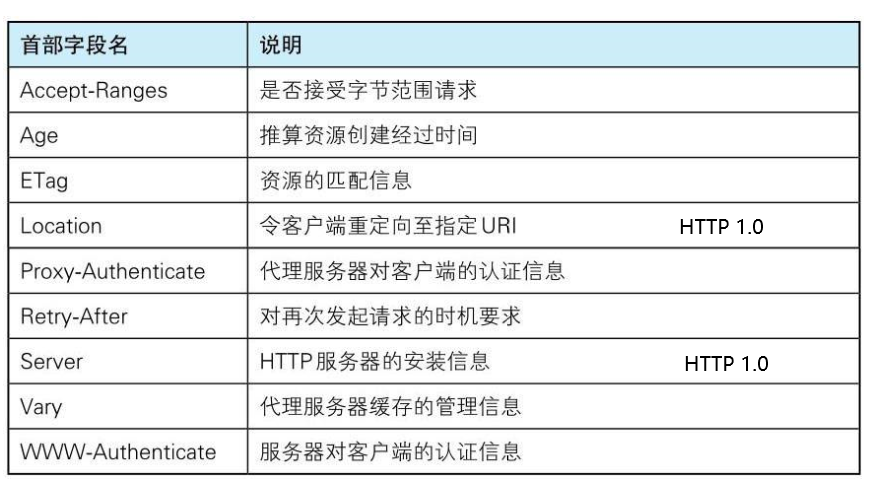 首部字段名 说明
Accept-Ranges 是否接受字节范围请求
Age 推算资源创建经过时间
ETag 资源的匹配信息
Location 令客户端重定向至指定URI HTTP 1.0
Proxy-Authenticate 代理服务器对客户端的认证信息
Retry-After 对再次发起请求的时机要求
Server HTTP服务器的安装信息 HTTP 1.0
Vary 代理服务器缓存的管理信息
WWW-Authenticate 服务器对客户端的认证信息